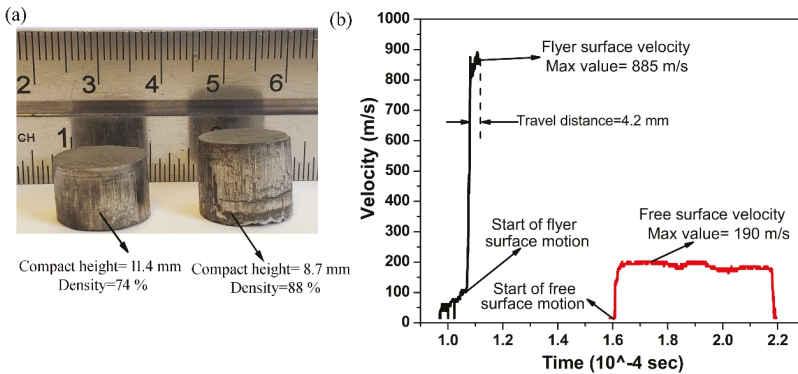 (a)
2 3 4 5 6
CH 1
Compact height= 11.4 mm
Density=74 %
Compact height= 8.7 mm
Density=88 %
(b)
Velocity (m/s)
1000
900
800
700
600
500
400
300
200
100
0
Flyer surface velocity
Max value= 885 m/s
Travel distance=4.2 mm
Start of flyer
surface motion
Free surface velocity
Max value= 190 m/s
Start of free
surface motion
1.0 1.2 1.4 1.6 1.8 2.0 2.2
Time (10^-4 sec)